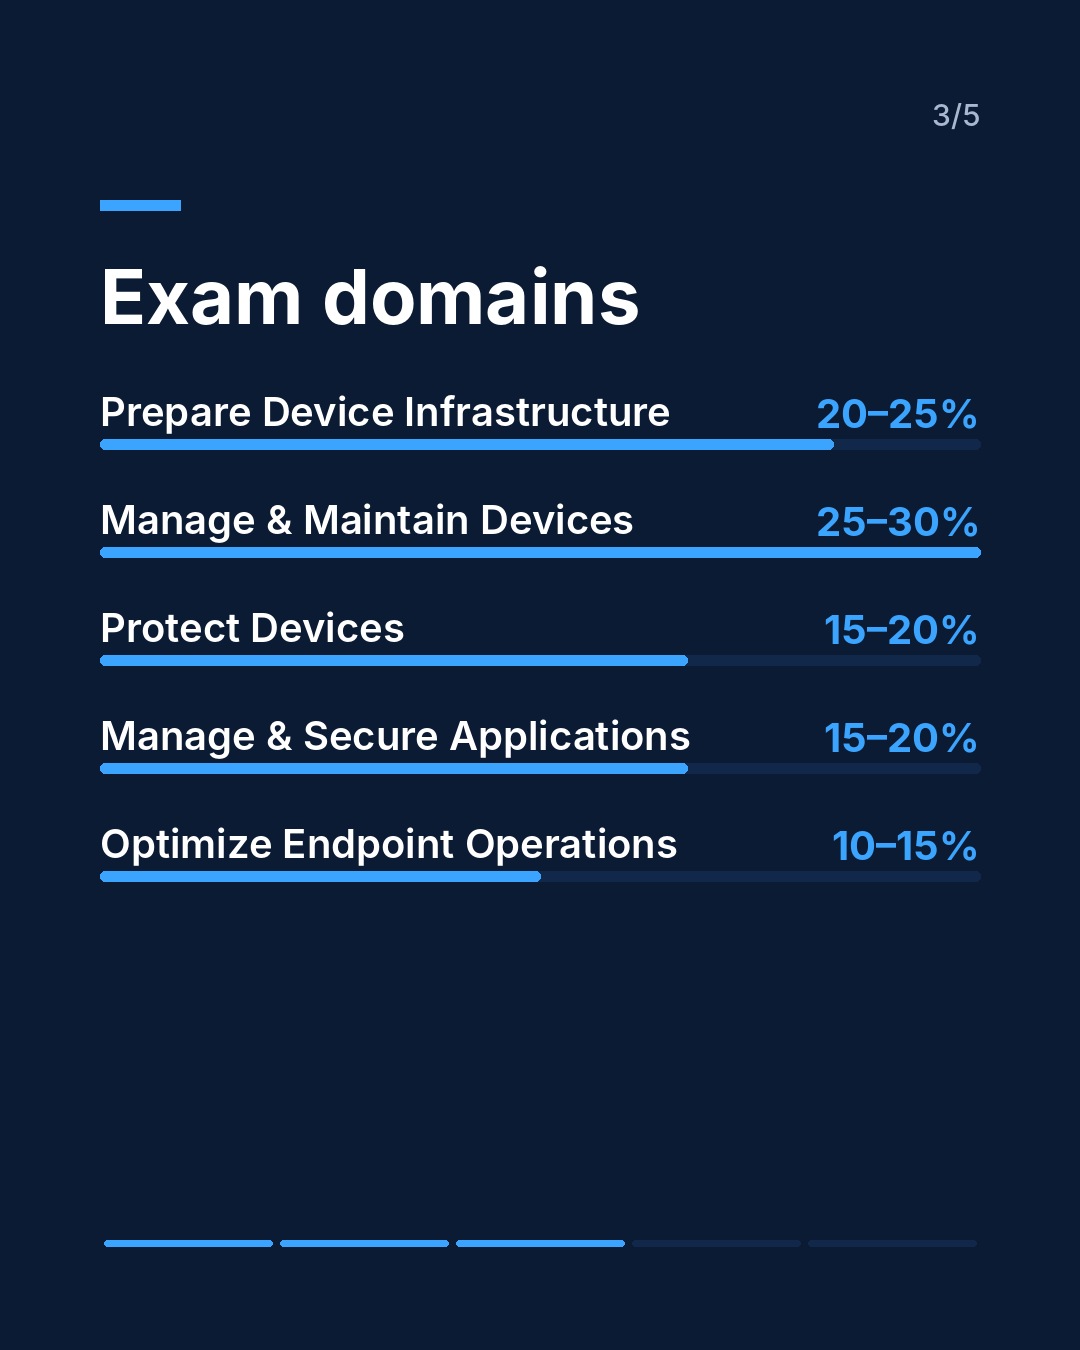 3/5
Exam domains
Prepare Device Infrastructure 20–25%
Manage & Maintain Devices 25–30%
Protect Devices 15–20%
Manage & Secure Applications 15–20%
Optimize Endpoint Operations 10–15%